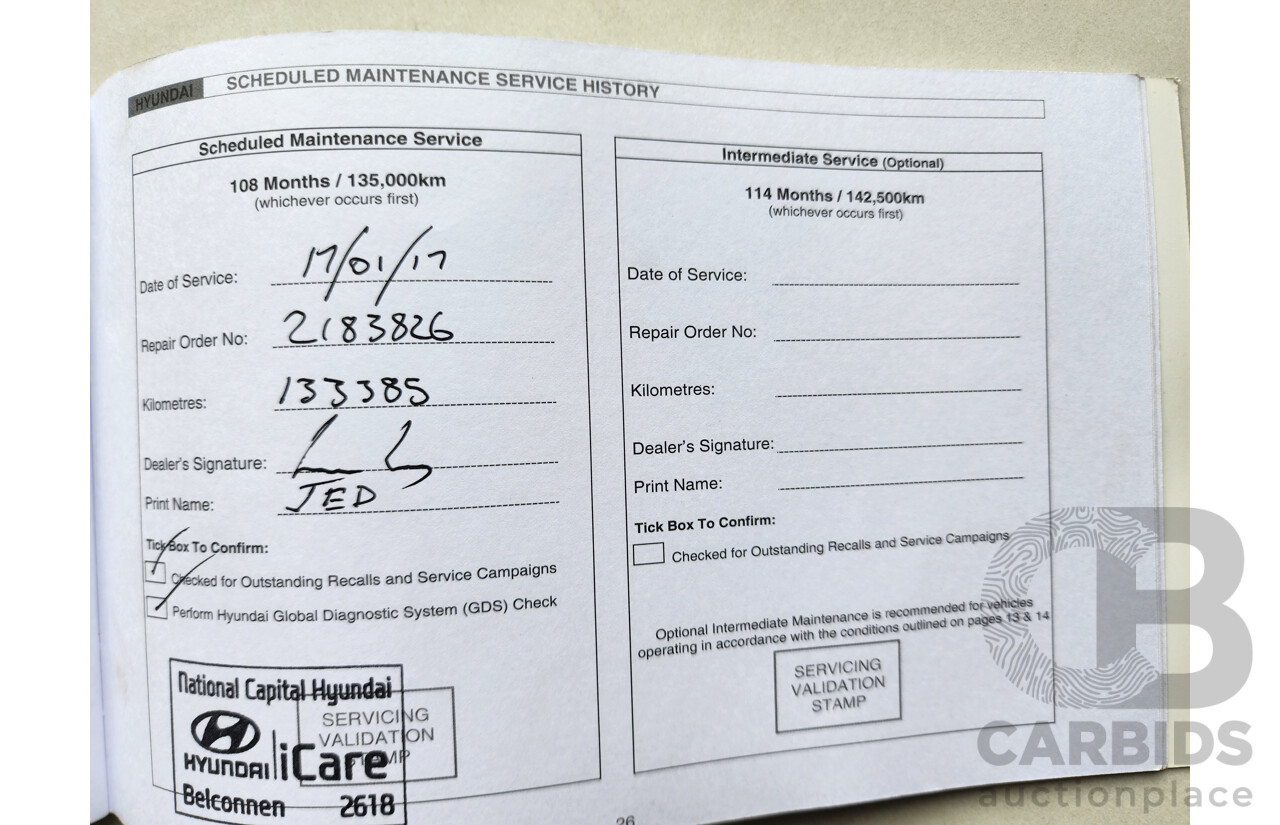 HYUNDAI
SCHEDULED MAINTENANCE SERVICE HISTORY
Scheduled Maintenance Service
108 Months / 135,000km
(whichever occurs first)
Date of Service: 17/01/17
Repair Order No: 2183826
Kilometres: 133385
Dealer's Signature:
Print Name: JED
Tick Box To Confirm:
Checked for Outstanding Recalls and Service Campaigns
Perform Hyundai Global Diagnostic System (GDS) Check
SERVICING
VALIDATION
STAMP
National Capital Hyundai
HYUNDAI iCare
Belconnen 2618
Intermediate Service (Optional)
114 Months / 142,500km
(whichever occurs first)
Date of Service:
Repair Order No:
Kilometres:
Dealer's Signature:
Print Name:
Tick Box To Confirm:
Checked for Outstanding Recalls and Service Campaigns
Optional Intermediate Maintenance is recommended for vehicles
operating in accordance with the conditions outlined on pages 13 & 14
SERVICING
VALIDATION
STAMP
26
CARBIDS
auctionplace